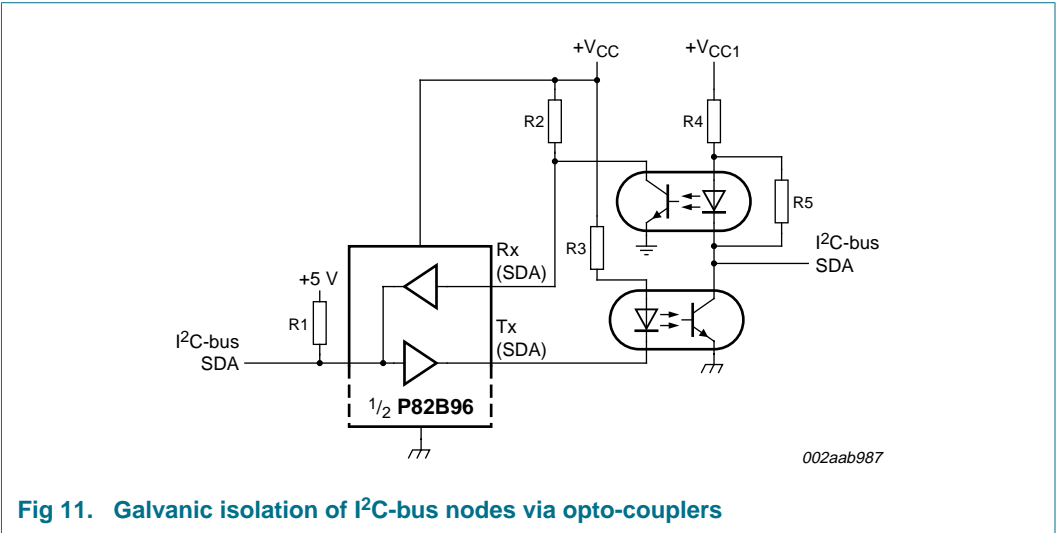 +VCC
+VCC1
R2
R4
R5
R3
I2C-bus
SDA
Rx
(SDA)
+5 V
R1
Tx
(SDA)
I2C-bus
SDA
1/2 P82B96
002aab987
Fig 11. Galvanic isolation of I2C-bus nodes via opto-couplers